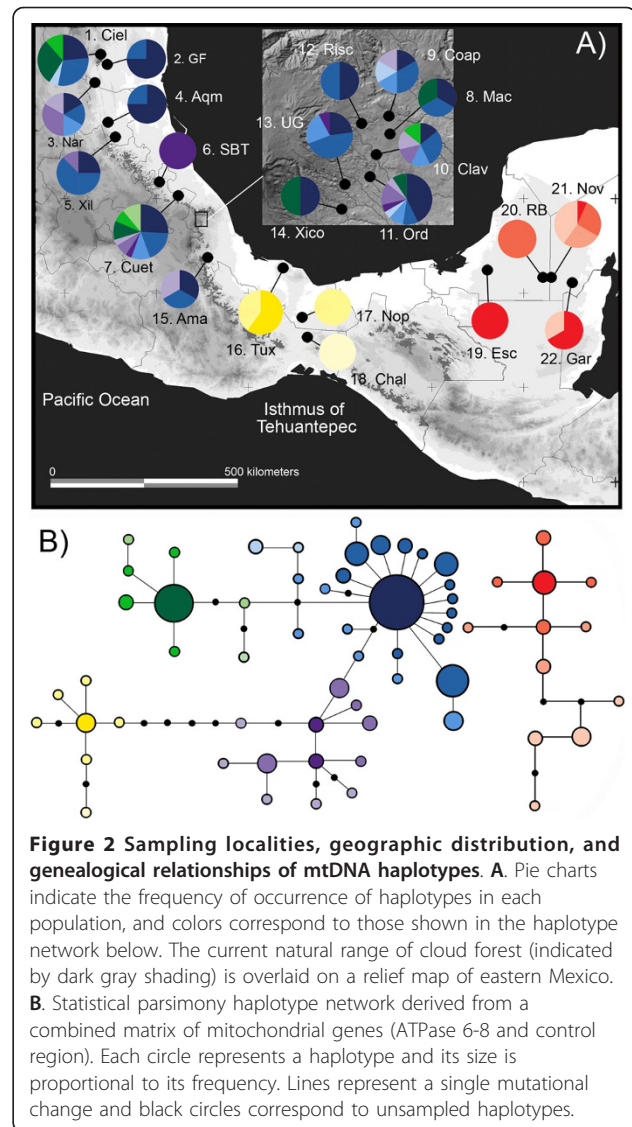 A)
1. Ciel
2. GF
3. Nar
4. Aqm
5. Xil
6. SBT
7. Cuet
12. Risc
9. Coap
8. Mac
13. UG
10. Clav
14. Xico
11. Ord
15. Ama
16. Tux
17. Nop
18. Chal
21. Nov
20. RB
19. Esc
22. Gar
Pacific Ocean
Isthmus of
Tehuantepec
0
500 kilometers
B)
Figure 2 Sampling localities, geographic distribution, and
genealogical relationships of mtDNA haplotypes. A. Pie charts
indicate the frequency of occurrence of haplotypes in each
population, and colors correspond to those shown in the haplotype
network below. The current natural range of cloud forest (indicated
by dark gray shading) is overlaid on a relief map of eastern Mexico.
B. Statistical parsimony haplotype network derived from a
combined matrix of mitochondrial genes (ATPase 6-8 and control
region). Each circle represents a haplotype and its size is
proportional to its frequency. Lines represent a single mutational
change and black circles correspond to unsampled haplotypes.